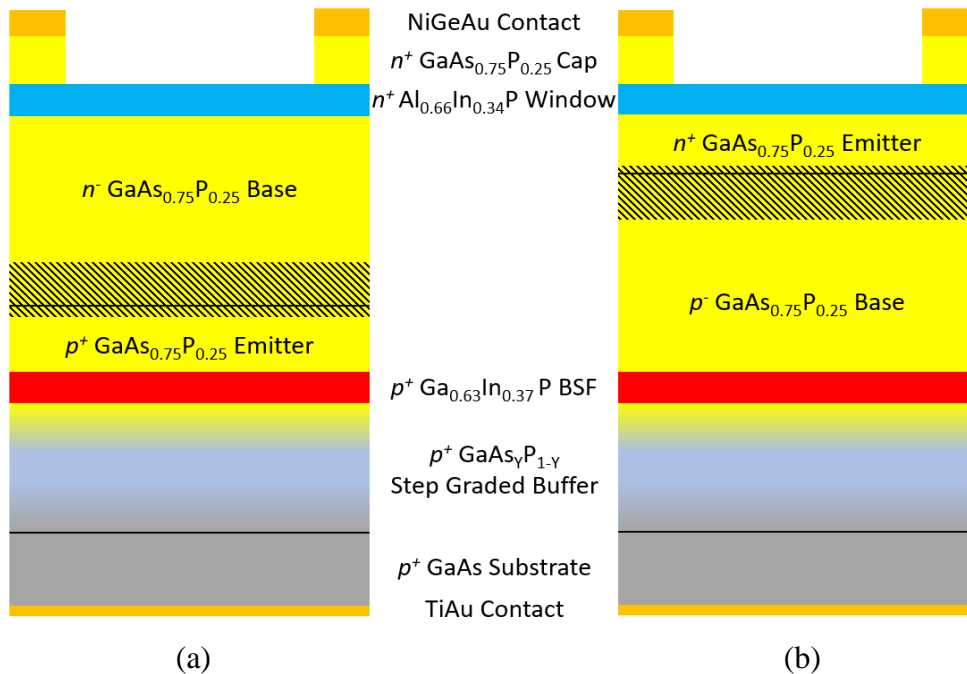 NiGeAu Contact
n⁺ GaAs₀.₇₅P₀.₂₅ Cap
n⁺ Al₀.₆₆In₀.₃₄P Window
n⁻ GaAs₀.₇₅P₀.₂₅ Base
n⁺ GaAs₀.₇₅P₀.₂₅ Emitter
p⁻ GaAs₀.₇₅P₀.₂₅ Base
p⁺ GaAs₀.₇₅P₀.₂₅ Emitter
p⁺ Ga₀.₆₃In₀.₃₇ P BSF
p⁺ GaAsYP1-Y
Step Graded Buffer
p⁺ GaAs Substrate
TiAu Contact
(a)
(b)